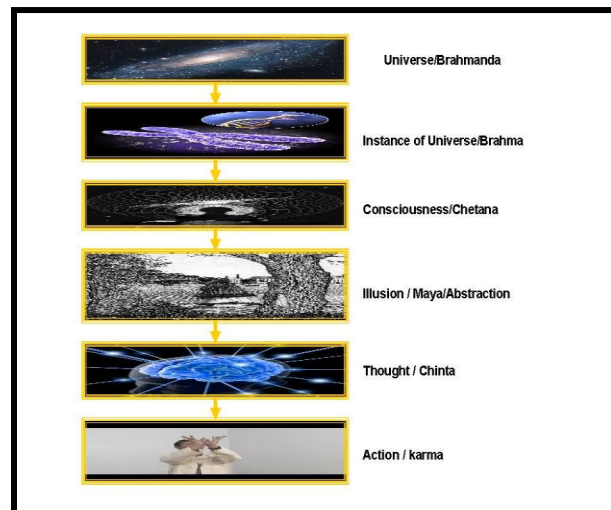 Universe/Brahmanda
Instance of Universe/Brahma
Consciousness/Chetana
Illusion / Maya/Abstraction
Thought / Chinta
Action / karma